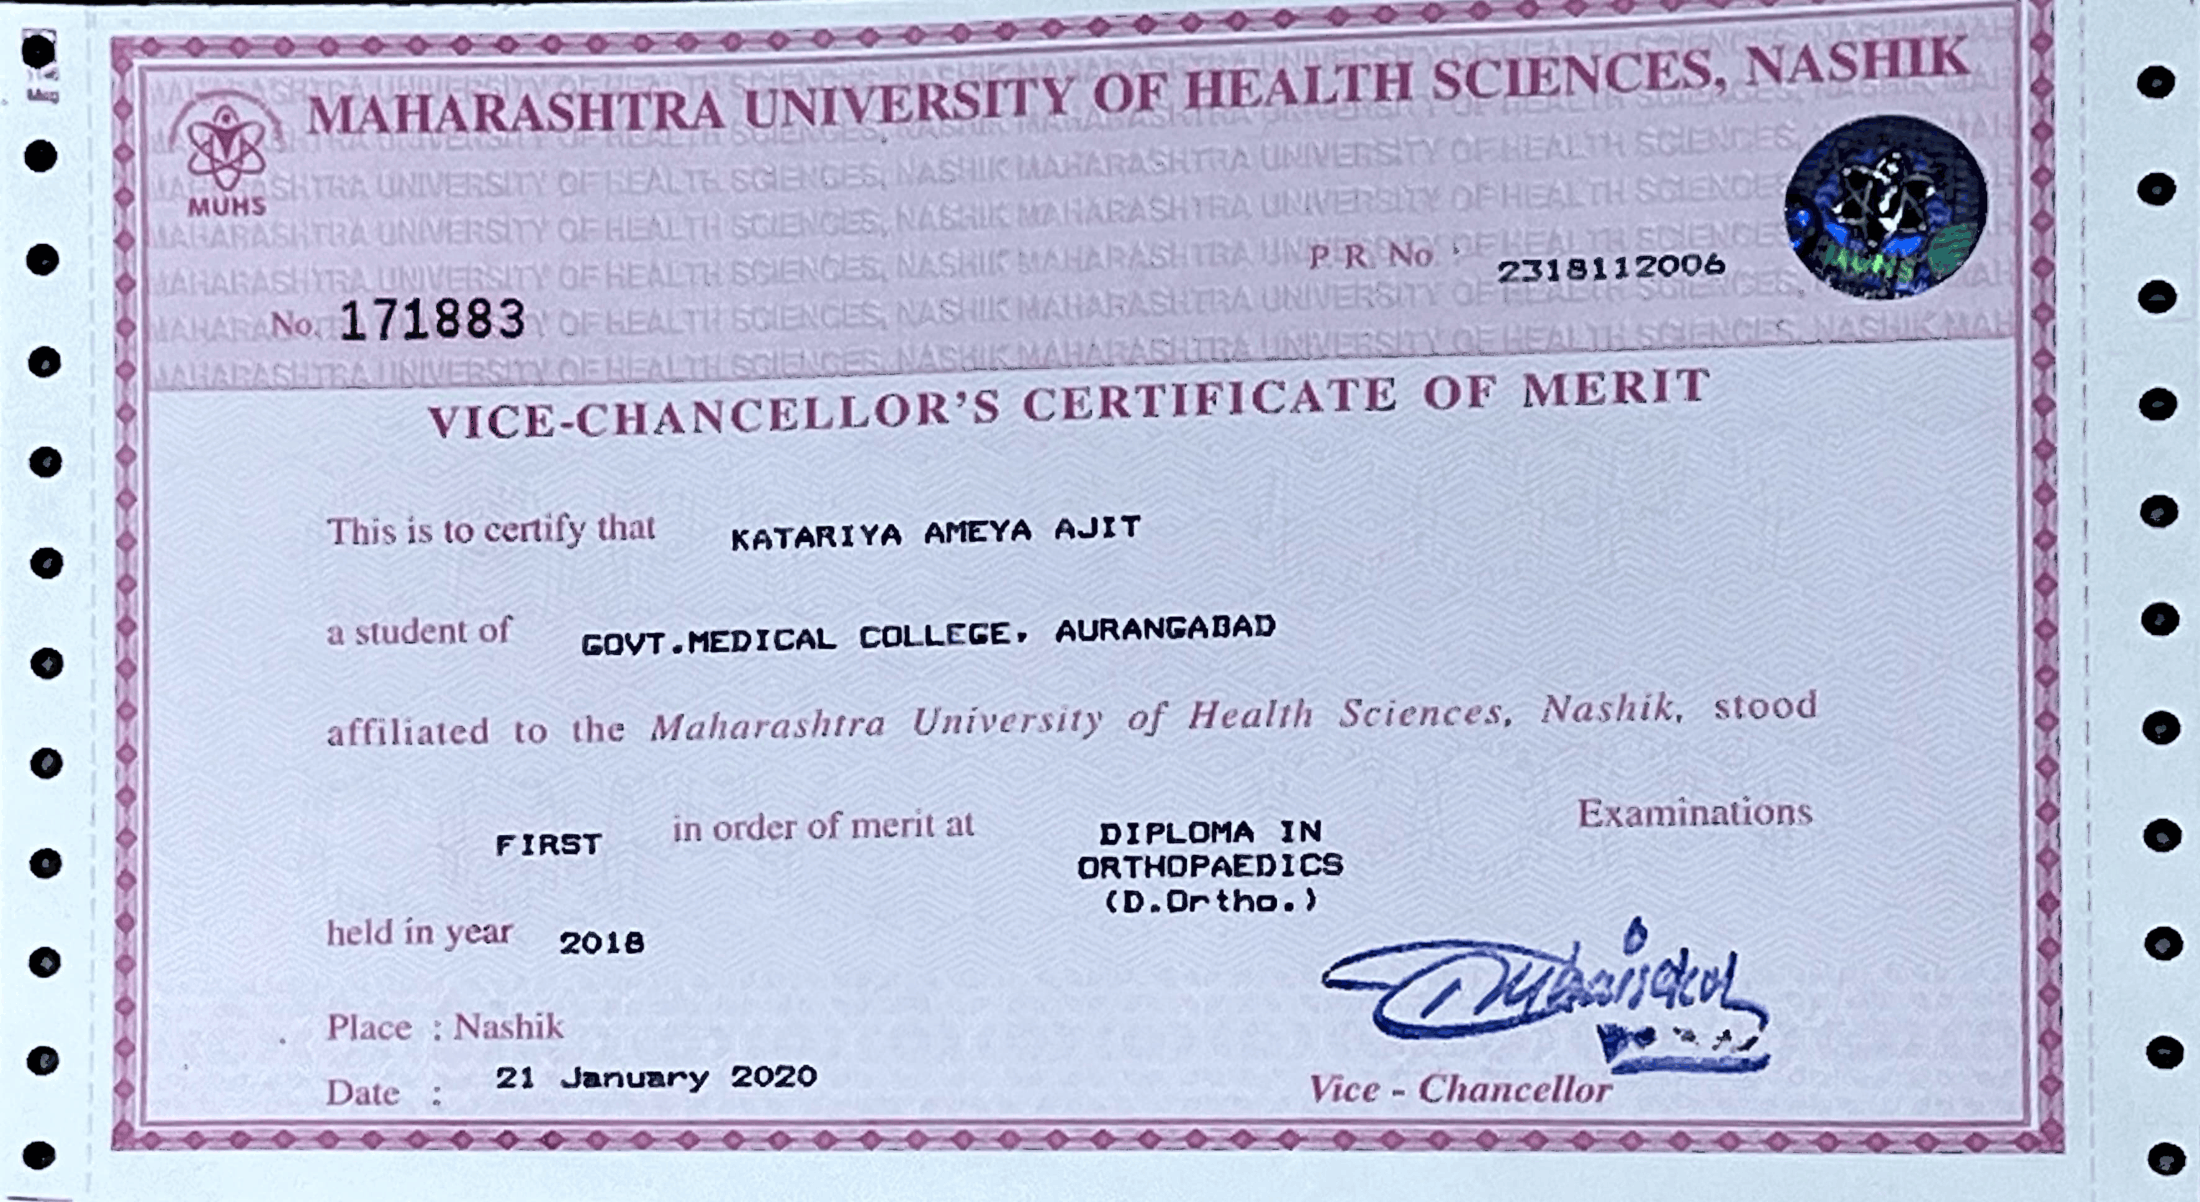 MAHARASHTRA UNIVERSITY OF HEALTH SCIENCES, NASHIK
MUHS
MUHS
P. R. No : 2318112006
No. 171883
VICE-CHANCELLOR'S CERTIFICATE OF MERIT
This is to certify that KATARIYA AMEYA AJIT
a student of GOVT.MEDICAL COLLEGE, AURANGABAD
affiliated to the Maharashtra University of Health Sciences, Nashik, stood
FIRST in order of merit at DIPLOMA IN Examinations
ORTHOPAEDICS
(D.Ortho.)
held in year 2018
Place : Nashik
Date : 21 January 2020
Vice - Chancellor